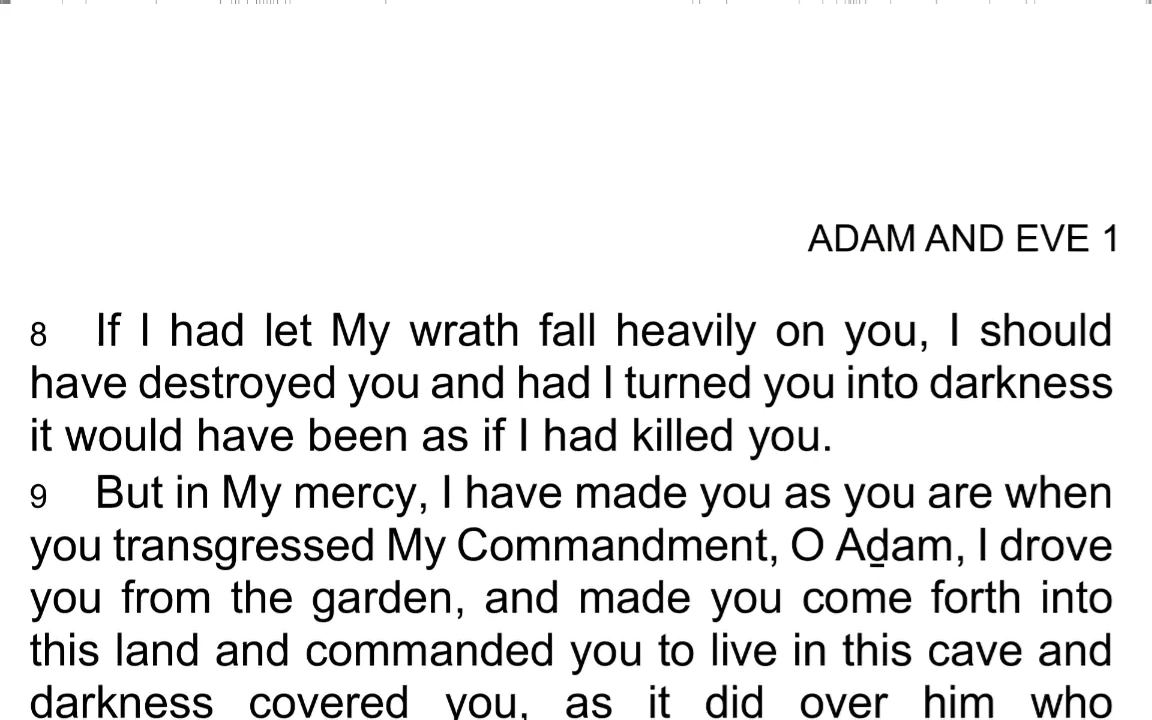 ADAM AND EVE 1
8 If I had let My wrath fall heavily on you, I should
have destroyed you and had I turned you into darkness
it would have been as if I had killed you.
9 But in My mercy, I have made you as you are when
you transgressed My Commandment, O Aḏam, I drove
you from the garden, and made you come forth into
this land and commanded you to live in this cave and
darkness covered you, as it did over him who